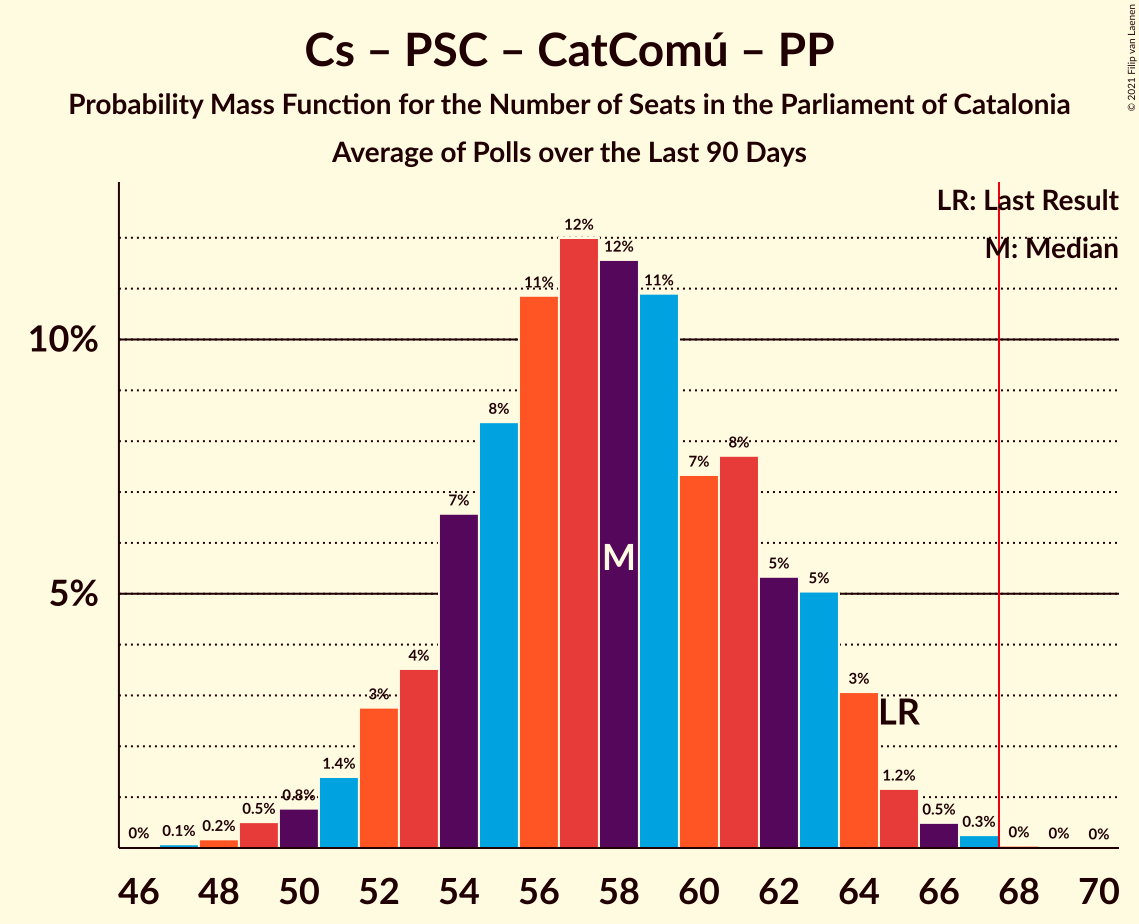 Cs – PSC – CatComú – PP
Probability Mass Function for the Number of Seats in the Parliament of Catalonia
Average of Polls over the Last 90 Days
© 2021 Filip van Laenen
LR: Last Result
M: Median
10%
5%
0% 0.1% 0.2% 0.5% 0.8% 1.4% 3% 4% 7% 8% 11% 12% 12% 11% 7% 8% 5% 5% 3% 1.2% 0.5% 0.3% 0% 0% 0%
M
LR
46 48 50 52 54 56 58 60 62 64 66 68 70